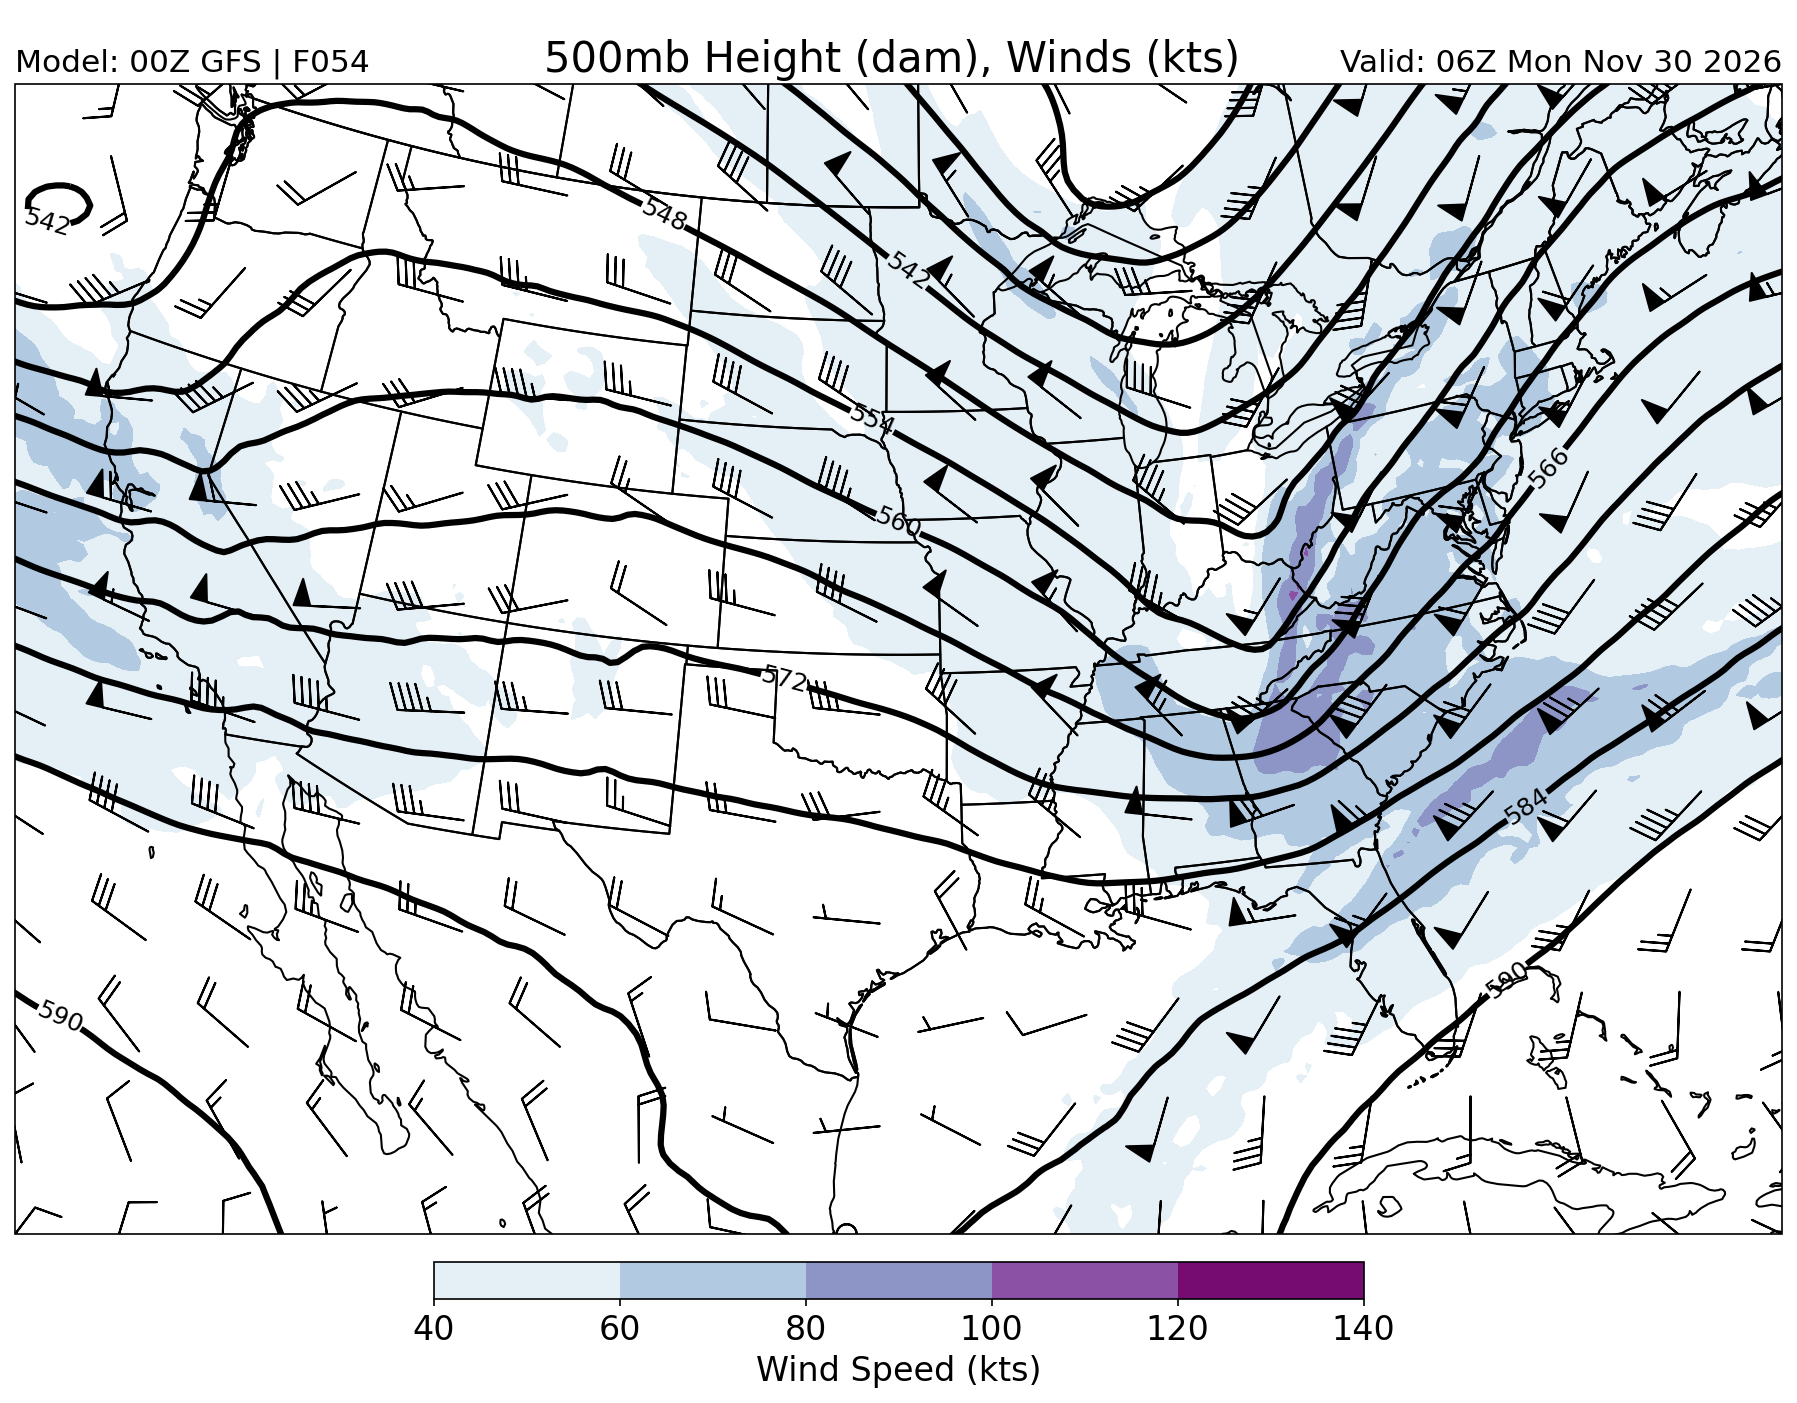 Model: 00Z GFS | F054
500mb Height (dam), Winds (kts)
Valid: 06Z Mon Nov 30 2026
542
548
542
554
566
560
572
584
590
590
40 60 80 100 120 140
Wind Speed (kts)